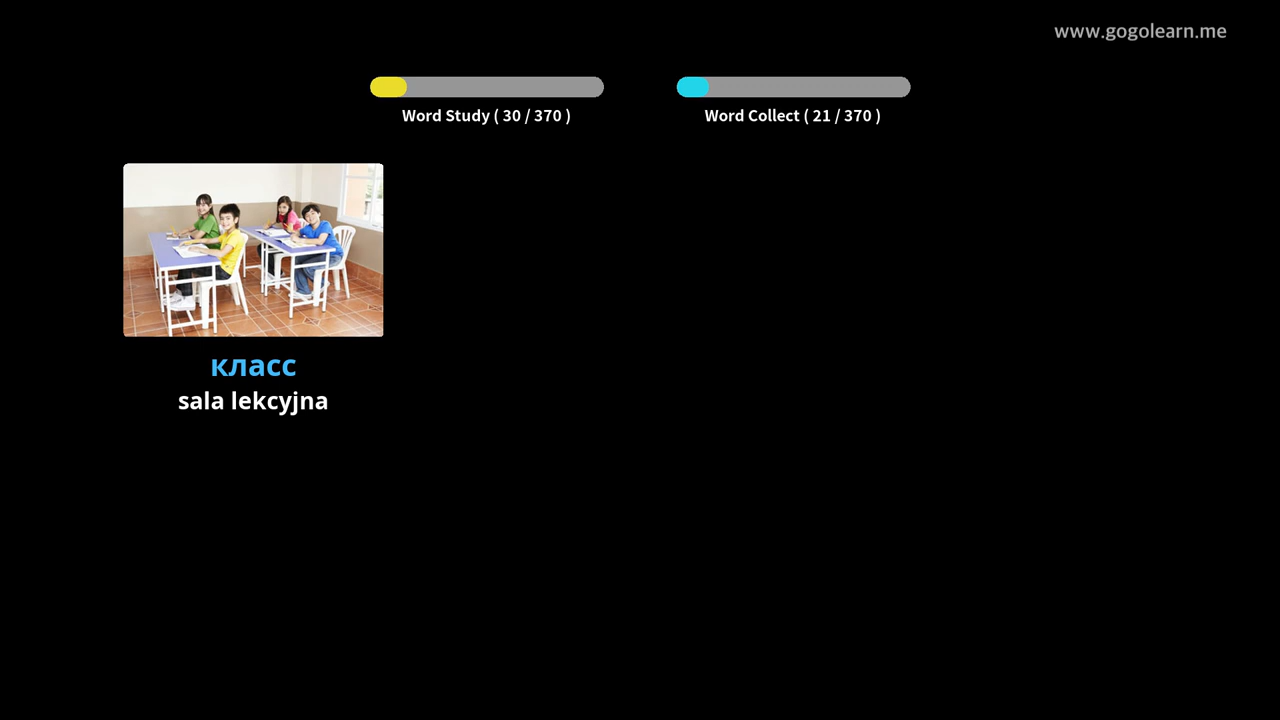 www.gogolearn.me
Word Study ( 30 / 370 )
Word Collect ( 21 / 370 )
класс
sala lekcyjna